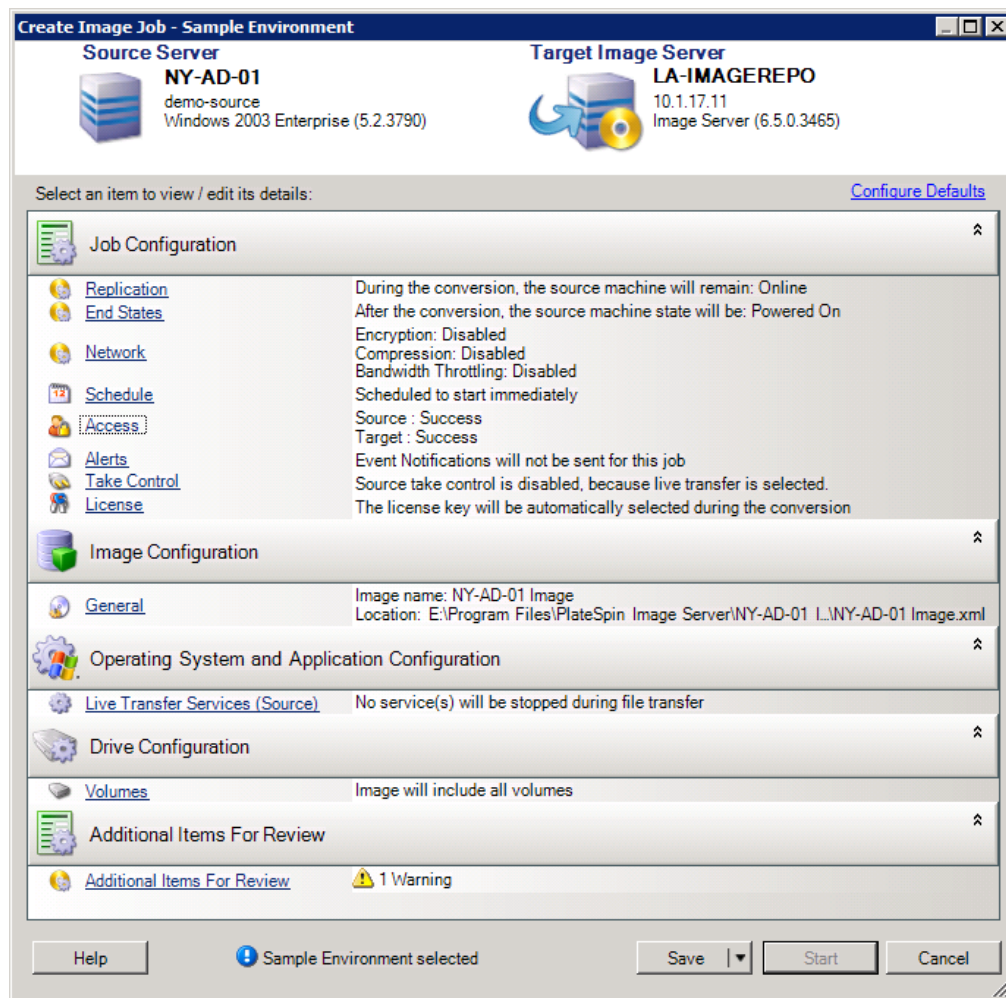 Create Image Job - Sample Environment
Source Server
NY-AD-01
demo-source
Windows 2003 Enterprise (5.2.3790)
Target Image Server
LA-IMAGEREPO
10.1.17.11
Image Server (6.5.0.3465)
Select an item to view / edit its details:
Configure Defaults
Job Configuration
Replication During the conversion, the source machine will remain: Online
End States After the conversion, the source machine state will be: Powered On
Network
Encryption: Disabled
Compression: Disabled
Bandwidth Throttling: Disabled
12
Schedule Scheduled to start immediately
Access
Source : Success
Target : Success
Alerts Event Notifications will not be sent for this job
Take Control Source take control is disabled, because live transfer is selected.
License The license key will be automatically selected during the conversion
Image Configuration
General
Image name: NY-AD-01 Image
Location: E:\Program Files\PlateSpin Image Server\NY-AD-01 I...\NY-AD-01 Image.xml
Operating System and Application Configuration
Live Transfer Services (Source) No service(s) will be stopped during file transfer
Drive Configuration
Volumes Image will include all volumes
Additional Items For Review
Additional Items For Review 1 Warning
Help Sample Environment selected Save Start Cancel